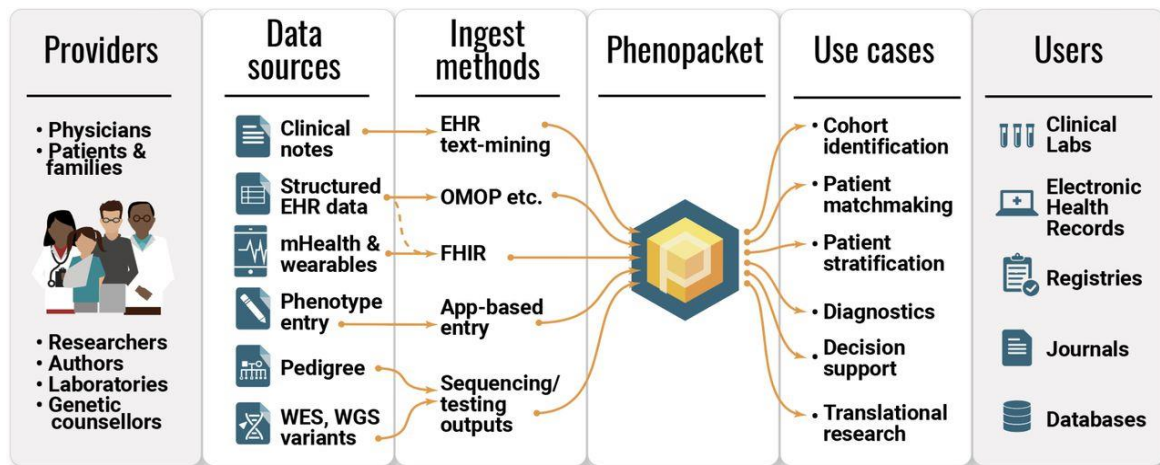 Providers
• Physicians
• Patients &
families
• Researchers
• Authors
• Laboratories
• Genetic
counsellors
Data
sources
Clinical
notes
Structured
EHR data
mHealth &
wearables
Phenotype
entry
Pedigree
WES, WGS
variants
Ingest
methods
EHR
text-mining
OMOP etc.
FHIR
App-based
entry
Sequencing/
testing
outputs
Phenopacket
P
Use cases
• Cohort
identification
• Patient
matchmaking
• Patient
stratification
• Diagnostics
• Decision
support
• Translational
research
Users
Clinical
Labs
Electronic
Health
Records
Registries
Journals
Databases